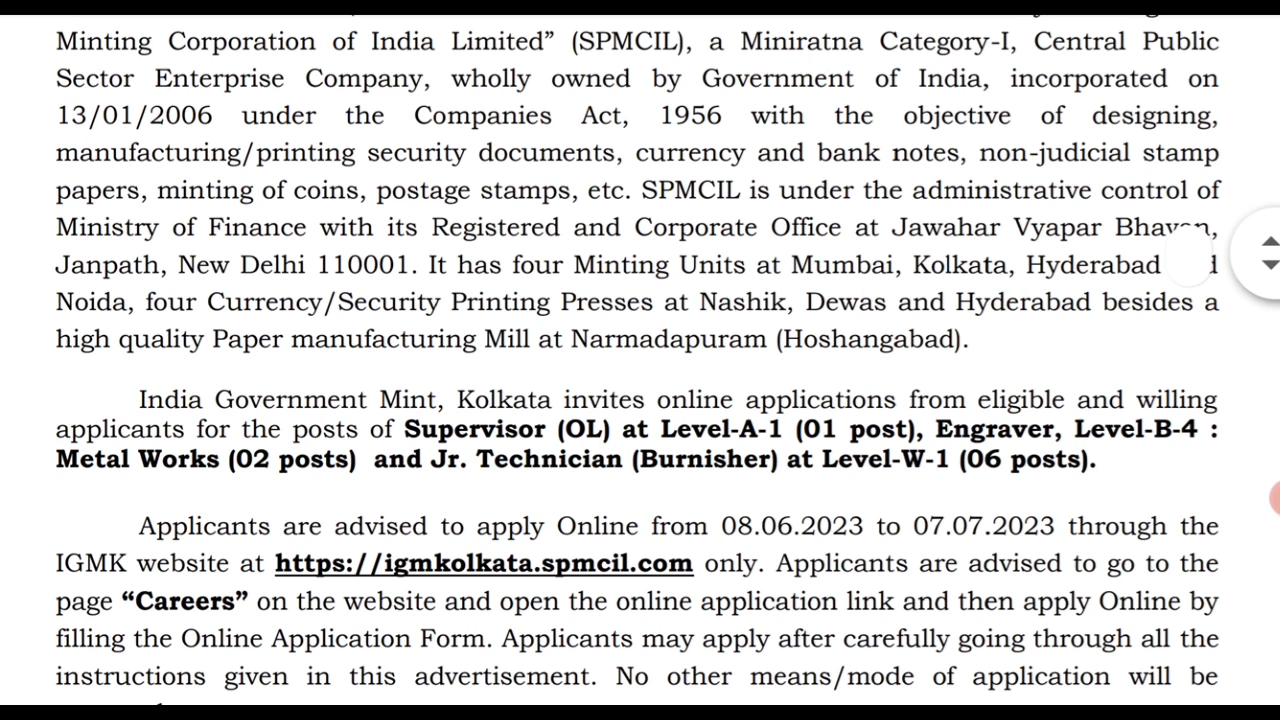 Minting Corporation of India Limited” (SPMCIL), a Miniratna Category-I, Central Public
Sector Enterprise Company, wholly owned by Government of India, incorporated on
13/01/2006 under the Companies Act, 1956 with the objective of designing,
manufacturing/printing security documents, currency and bank notes, non-judicial stamp
papers, minting of coins, postage stamps, etc. SPMCIL is under the administrative control of
Ministry of Finance with its Registered and Corporate Office at Jawahar Vyapar Bhavan,
Janpath, New Delhi 110001. It has four Minting Units at Mumbai, Kolkata, Hyderabad
Noida, four Currency/Security Printing Presses at Nashik, Dewas and Hyderabad besides a
high quality Paper manufacturing Mill at Narmadapuram (Hoshangabad).
India Government Mint, Kolkata invites online applications from eligible and willing
applicants for the posts of Supervisor (OL) at Level-A-1 (01 post), Engraver, Level-B-4 :
Metal Works (02 posts) and Jr. Technician (Burnisher) at Level-W-1 (06 posts).
Applicants are advised to apply Online from 08.06.2023 to 07.07.2023 through the
IGMK website at https://igmkolkata.spmcil.com only. Applicants are advised to go to the
page “Careers” on the website and open the online application link and then apply Online by
filling the Online Application Form. Applicants may apply after carefully going through all the
instructions given in this advertisement. No other means/mode of application will be